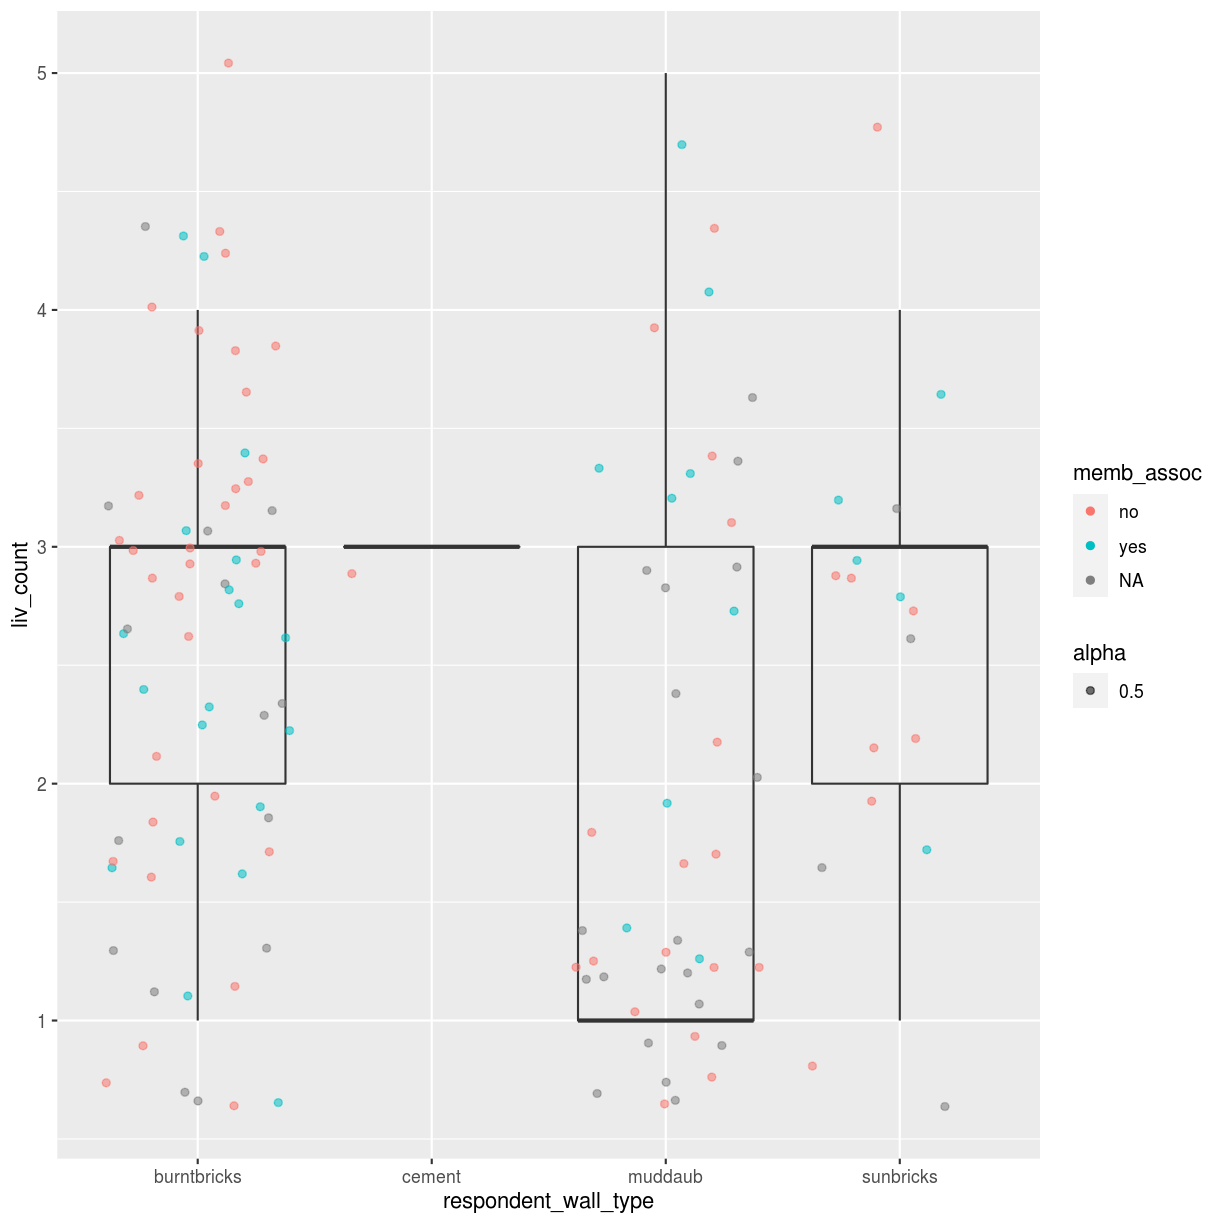 5
4
3
2
1
liv_count
burntbricks
cement
muddaub
sunbricks
respondent_wall_type
memb_assoc
no
yes
NA
alpha
0.5